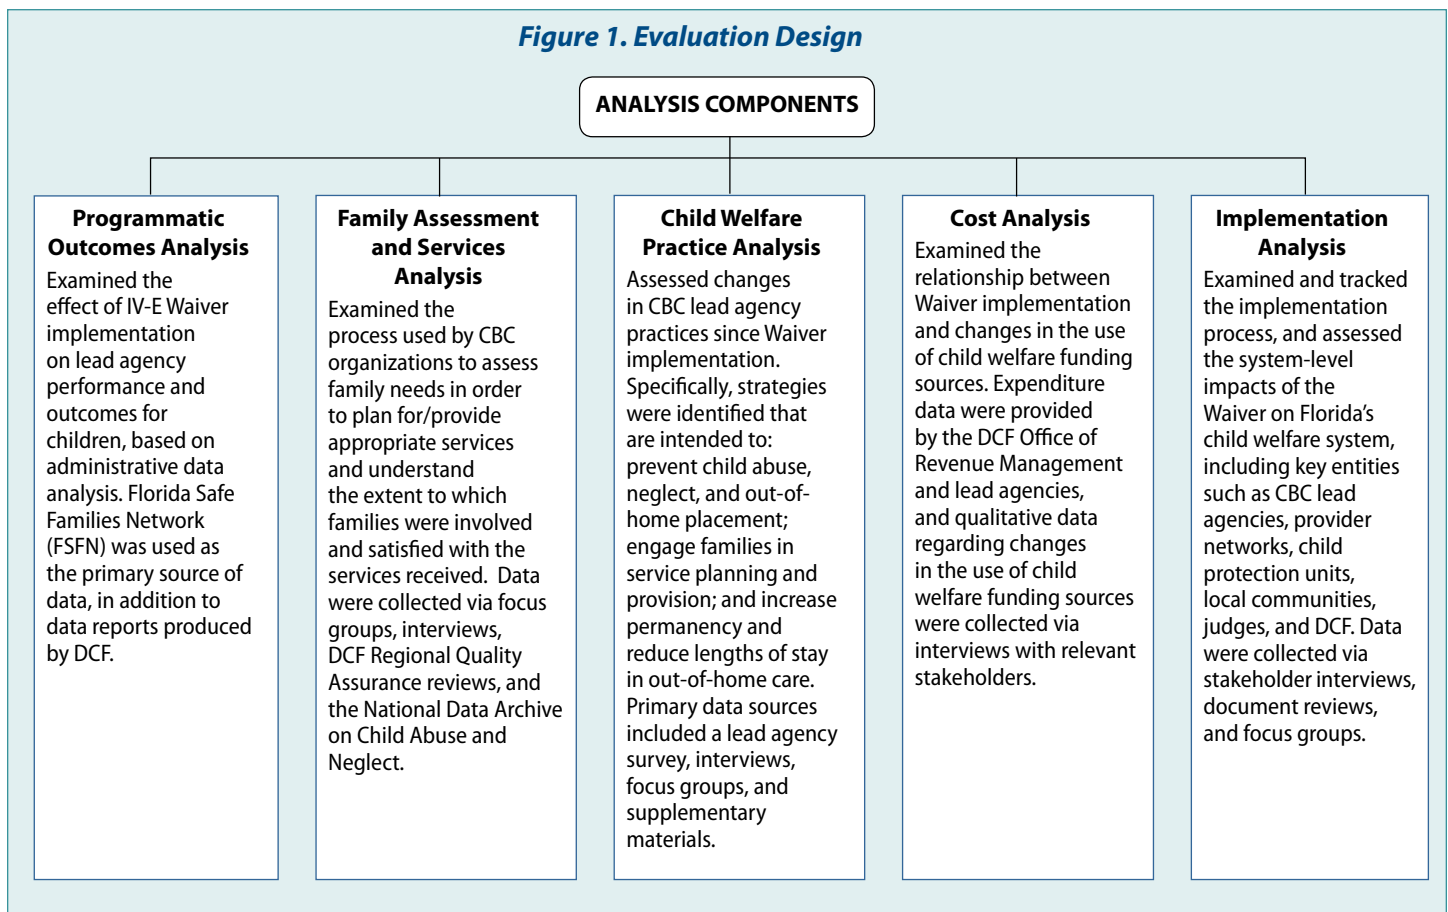 Figure 1. Evaluation Design
ANALYSIS COMPONENTS
Programmatic
Outcomes Analysis
Examined the
effect of IV-E Waiver
implementation
on lead agency
performance and
outcomes for
children, based on
administrative data
analysis. Florida Safe
Families Network
(FSFN) was used as
the primary source of
data, in addition to
data reports produced
by DCF.
Family Assessment
and Services
Analysis
Examined the
process used by CBC
organizations to assess
family needs in order
to plan for/provide
appropriate services
and understand
the extent to which
families were involved
and satisfied with the
services received. Data
were collected via focus
groups, interviews,
DCF Regional Quality
Assurance reviews, and
the National Data Archive
on Child Abuse and
Neglect.
Child Welfare
Practice Analysis
Assessed changes
in CBC lead agency
practices since Waiver
implementation.
Specifically, strategies
were identified that
are intended to:
prevent child abuse,
neglect, and out-of-
home placement;
engage families in
service planning and
provision; and increase
permanency and
reduce lengths of stay
in out-of-home care.
Primary data sources
included a lead agency
survey, interviews,
focus groups, and
supplementary
materials.
Cost Analysis
Examined the
relationship between
Waiver implementation
and changes in the use
of child welfare funding
sources. Expenditure
data were provided
by the DCF Office of
Revenue Management
and lead agencies,
and qualitative data
regarding changes
in the use of child
welfare funding sources
were collected via
interviews with relevant
stakeholders.
Implementation
Analysis
Examined and tracked
the implementation
process, and assessed
the system-level
impacts of the
Waiver on Florida's
child welfare system,
including key entities
such as CBC lead
agencies, provider
networks, child
protection units,
local communities,
judges, and DCF. Data
were collected via
stakeholder interviews,
document reviews,
and focus groups.